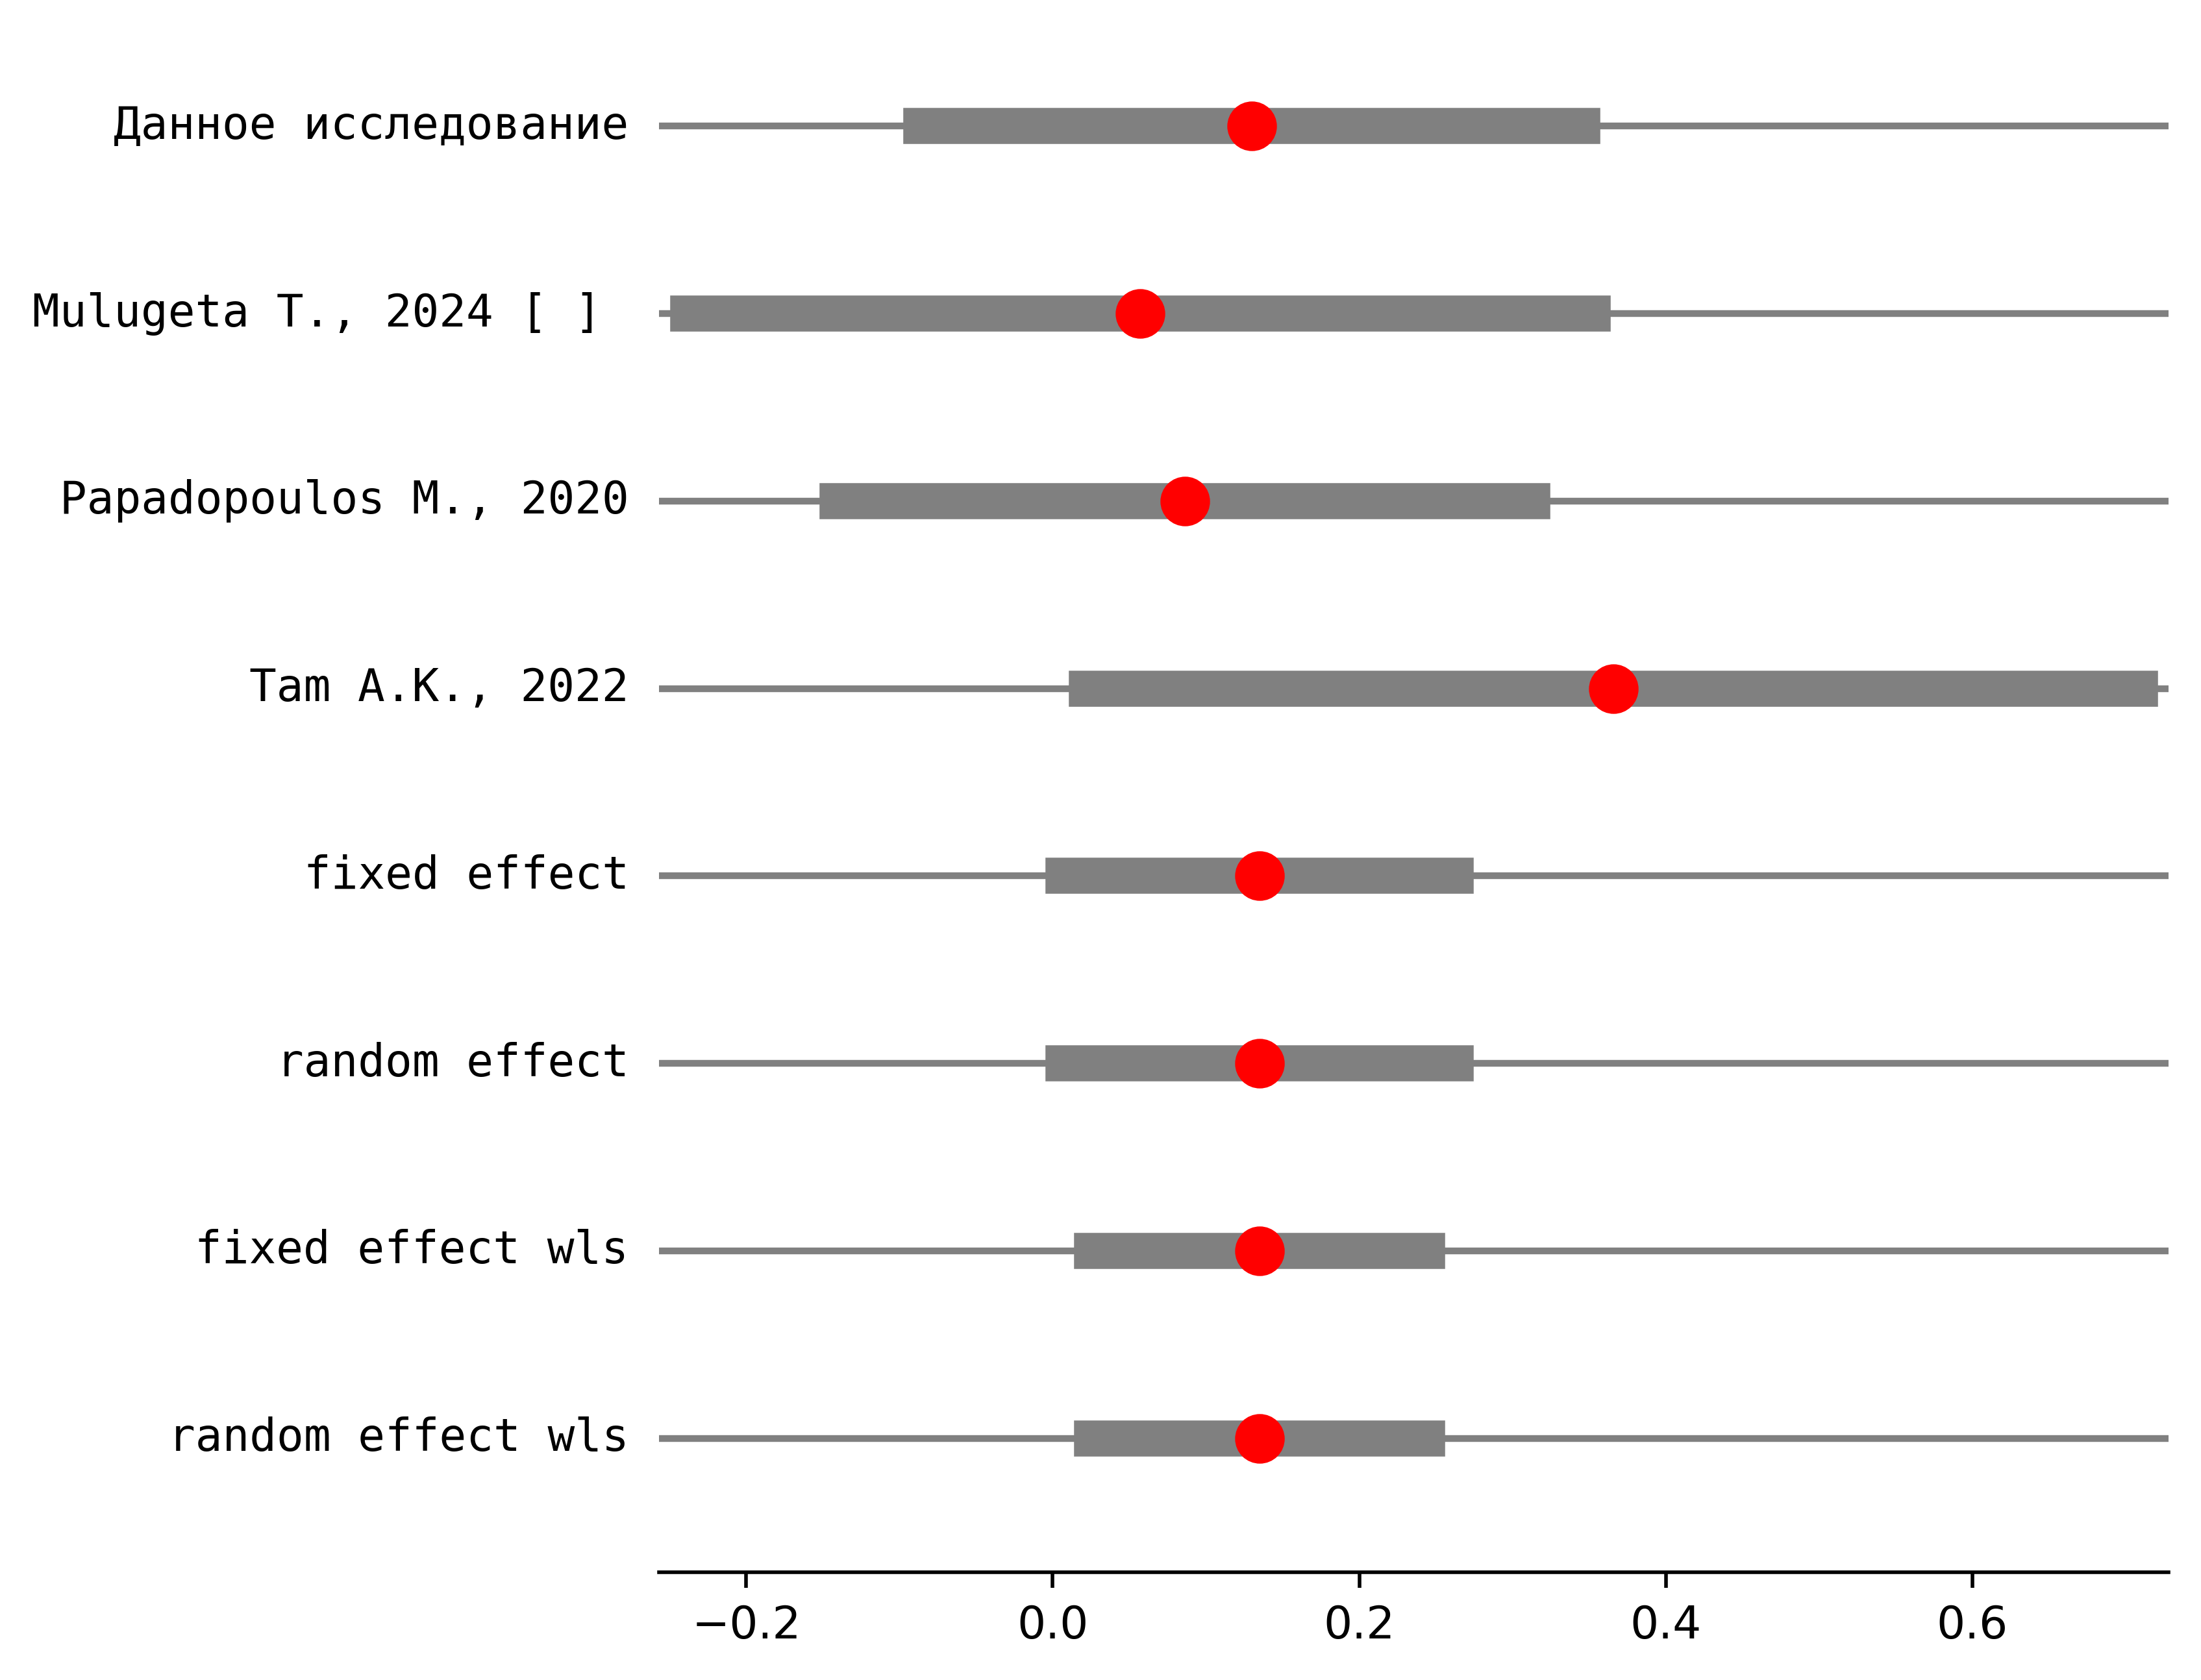 Данное исследование
Mulugeta T., 2024 [ ]
Papadopoulos M., 2020
Tam A.K., 2022
fixed effect
random effect
fixed effect wls
random effect wls
−0.2 0.0 0.2 0.4 0.6